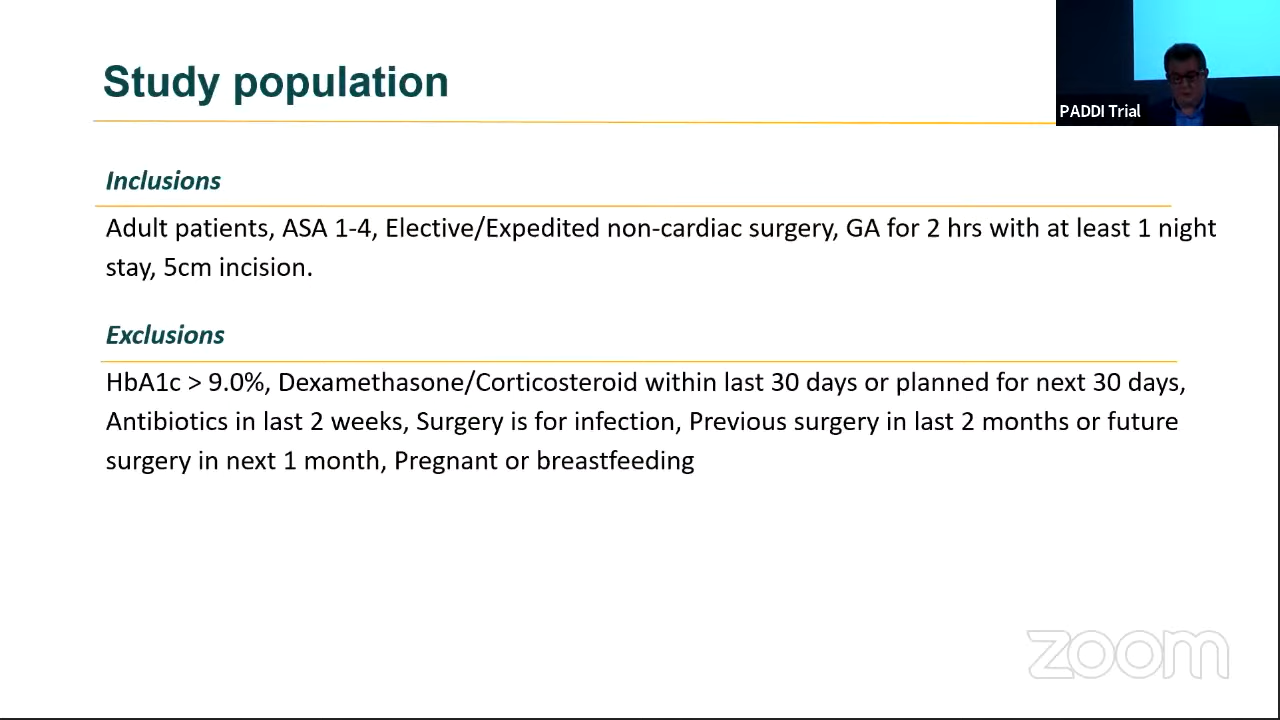 Study population
PADDI Trial
Inclusions
Adult patients, ASA 1-4, Elective/Expedited non-cardiac surgery, GA for 2 hrs with at least 1 night
stay, 5cm incision.
Exclusions
HbA1c > 9.0%, Dexamethasone/Corticosteroid within last 30 days or planned for next 30 days,
Antibiotics in last 2 weeks, Surgery is for infection, Previous surgery in last 2 months or future
surgery in next 1 month, Pregnant or breastfeeding
zoom